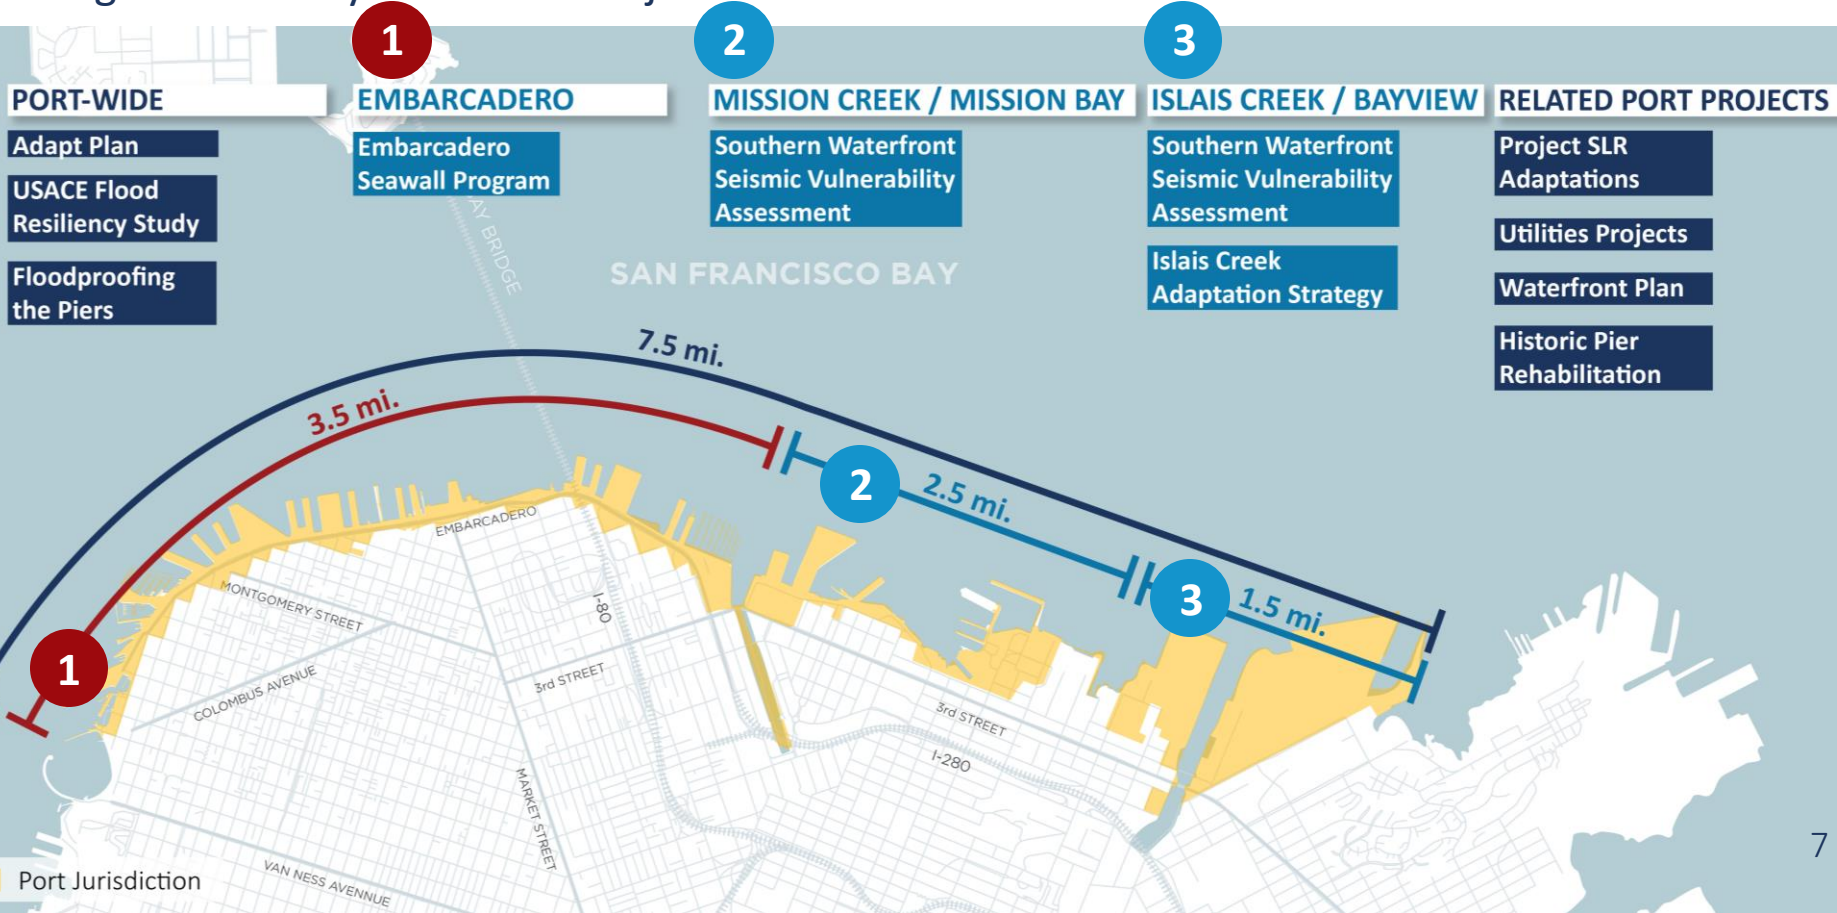 1
2
3
PORT-WIDE
Adapt Plan
USACE Flood
Resiliency Study
Floodproofing
the Piers
EMBARCADERO
Embarcadero
Seawall Program
MISSION CREEK / MISSION BAY
Southern Waterfront
Seismic Vulnerability
Assessment
ISLAIS CREEK / BAYVIEW
Southern Waterfront
Seismic Vulnerability
Assessment
Islais Creek
Adaptation Strategy
RELATED PORT PROJECTS
Project SLR
Adaptations
Utilities Projects
Waterfront Plan
Historic Pier
Rehabilitation
BRIDGE
SAN FRANCISCO BAY
7.5 mi.
3.5 mi.
2
2.5 mi.
3
1.5 mi.
1
EMBARCADERO
MONTGOMERY STREET
I-80
COLOMBUS AVENUE
3rd STREET
3rd STREET
I-280
MARKET STREET
VAN NESS AVENNUE
Port Jurisdiction
7